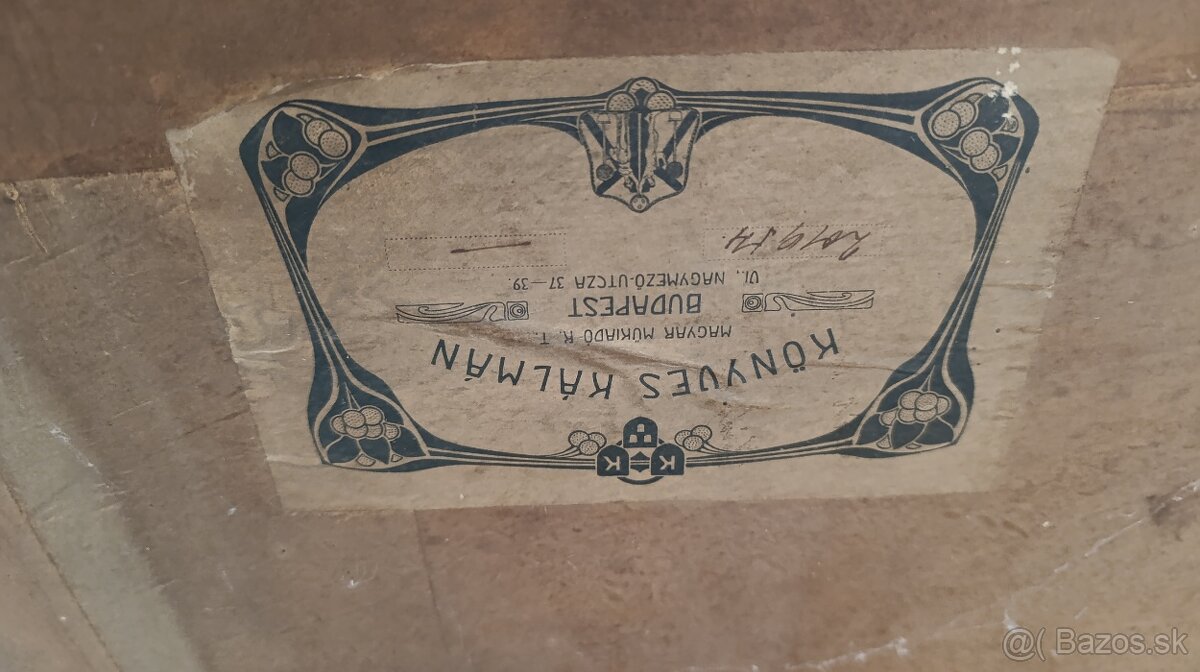 K K
KÖNYVES KÁLMÁN
MAGYAR MŰKIADÓ R. T.
BUDAPEST
VI., NAGYMEZŐ-UTCZA 37—39.
@( Bazos.sk